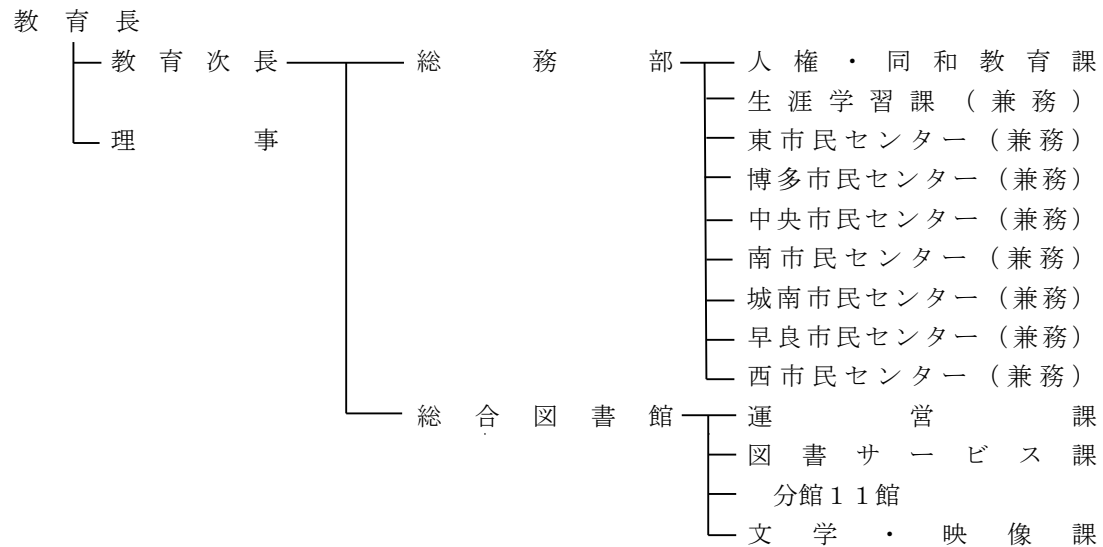 教育長
教育次長 総務部 人権・同和教育課
生涯学習課（兼務）
理事 東市民センター（兼務）
博多市民センター（兼務）
中央市民センター（兼務）
南市民センター（兼務）
城南市民センター（兼務）
早良市民センター（兼務）
西市民センター（兼務）
総合図書館 運営課
図書サービス課
分館１１館
文学・映像課